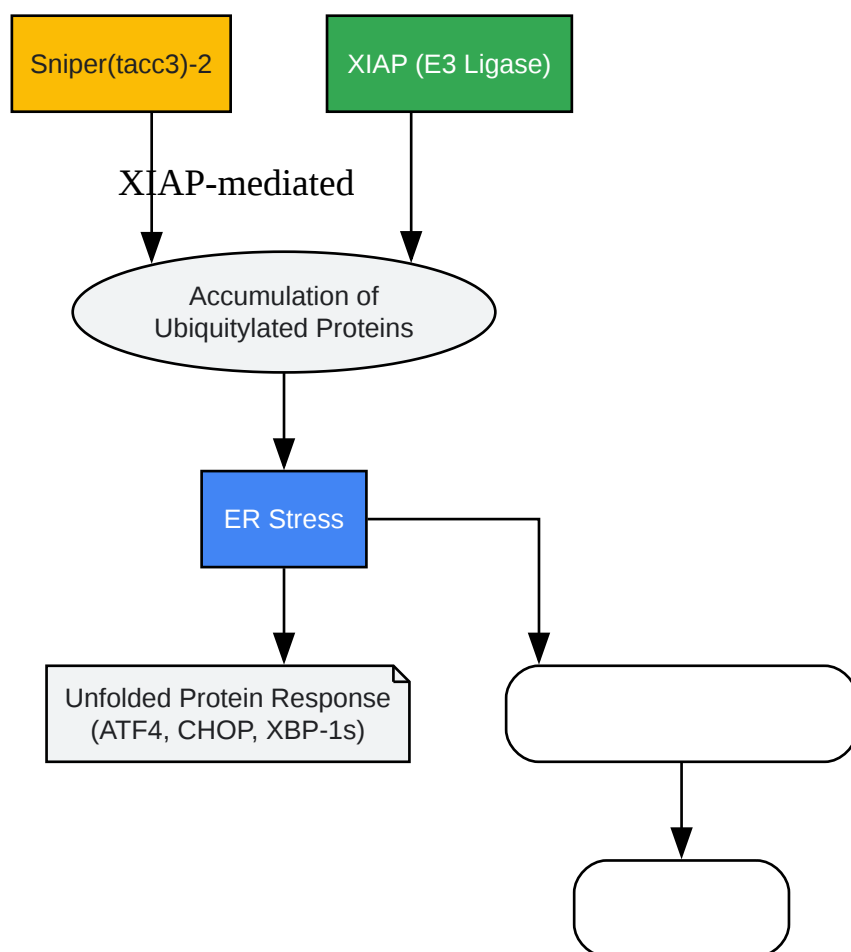 Sniper(tacc3)-2
XIAP (E3 Ligase)
XIAP-mediated
Accumulation of
Ubiquitylated Proteins
ER Stress
Unfolded Protein Response
(ATF4, CHOP, XBP-1s)